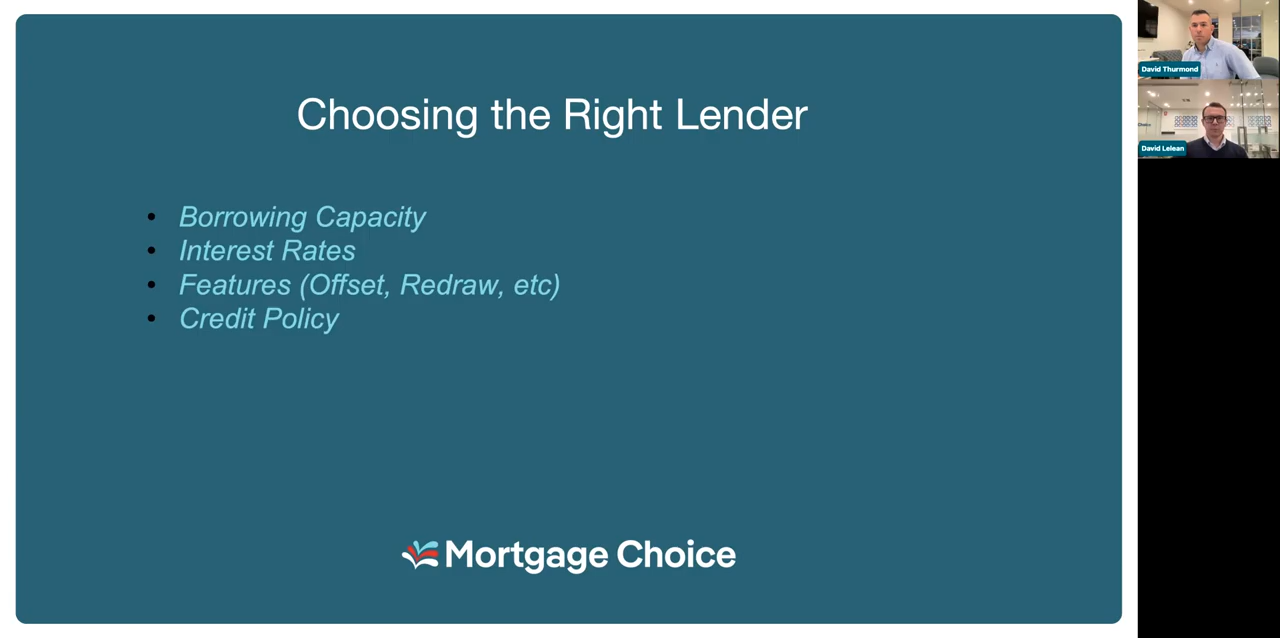 Choosing the Right Lender
• Borrowing Capacity
• Interest Rates
• Features (Offset, Redraw, etc)
• Credit Policy
Mortgage Choice
David Thurmond
David Lelean